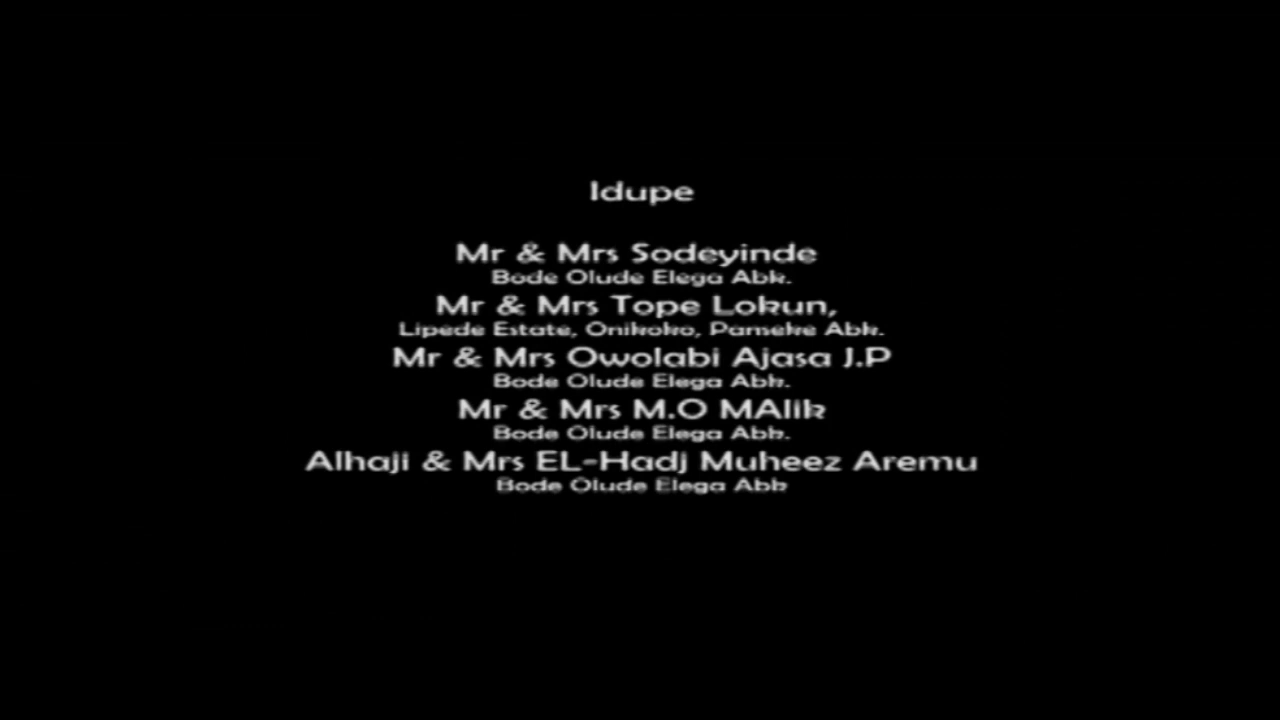 Idupe
Mr & Mrs Sodeyinde
Bode Olude Elega Abk.
Mr & Mrs Tope Lokun,
Lipede Estate, Onikoko, Pameke Abk.
Mr & Mrs Owolabi Ajasa J.P
Bode Olude Elega Abk.
Mr & Mrs M.O MAlik
Bode Olude Elega Abk.
Alhaji & Mrs EL-Hadj Muheez Aremu
Bode Olude Elega Abk